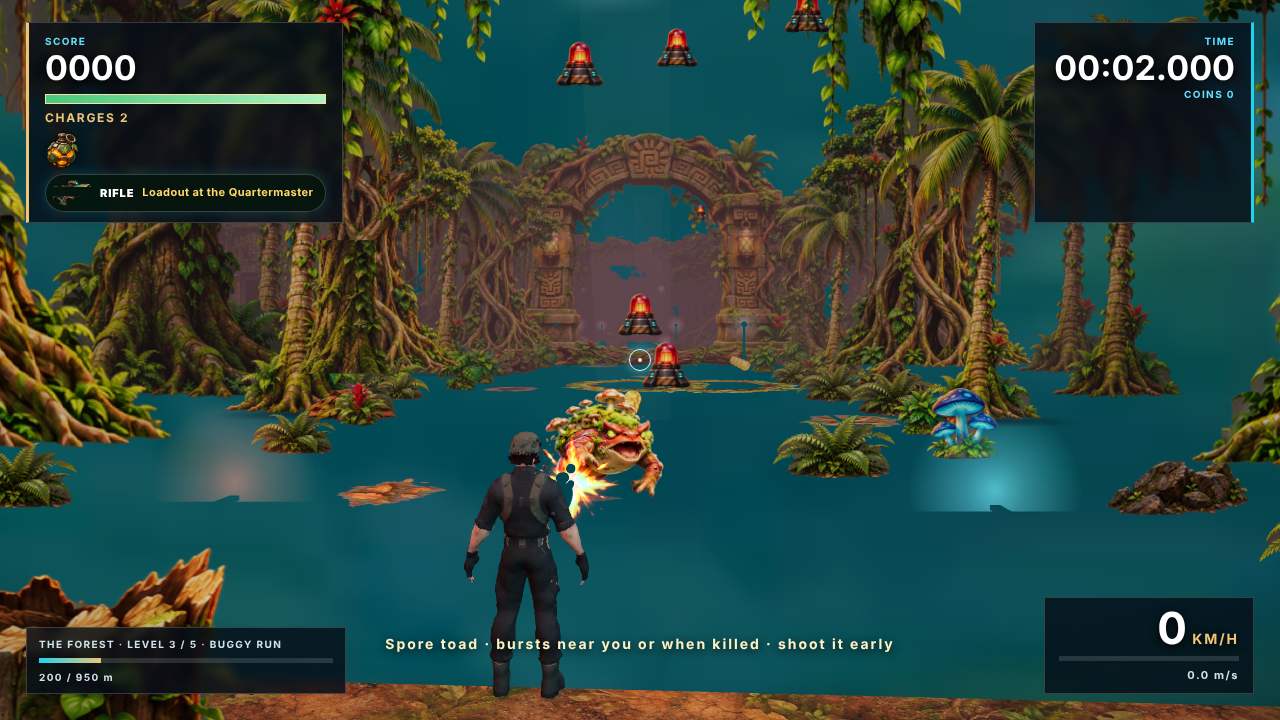 SCORE
0000
CHARGES 2
RIFLE Loadout at the Quartermaster
TIME
00:02.000
COINS 0
THE FOREST · LEVEL 3 / 5 · BUGGY RUN
200 / 950 m
Spore toad · bursts near you or when killed · shoot it early
0 KM/H
0.0 m/s